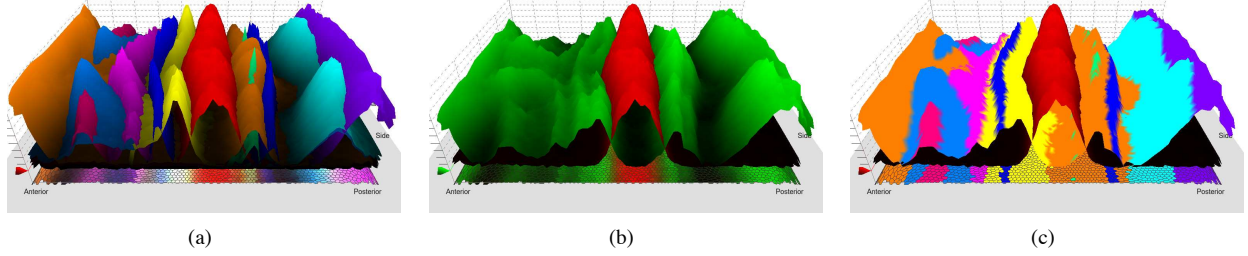 Side
Anterior
Posterior
(a)
Side
Anterior
Posterior
(b)
Side
Anterior
Posterior
(c)